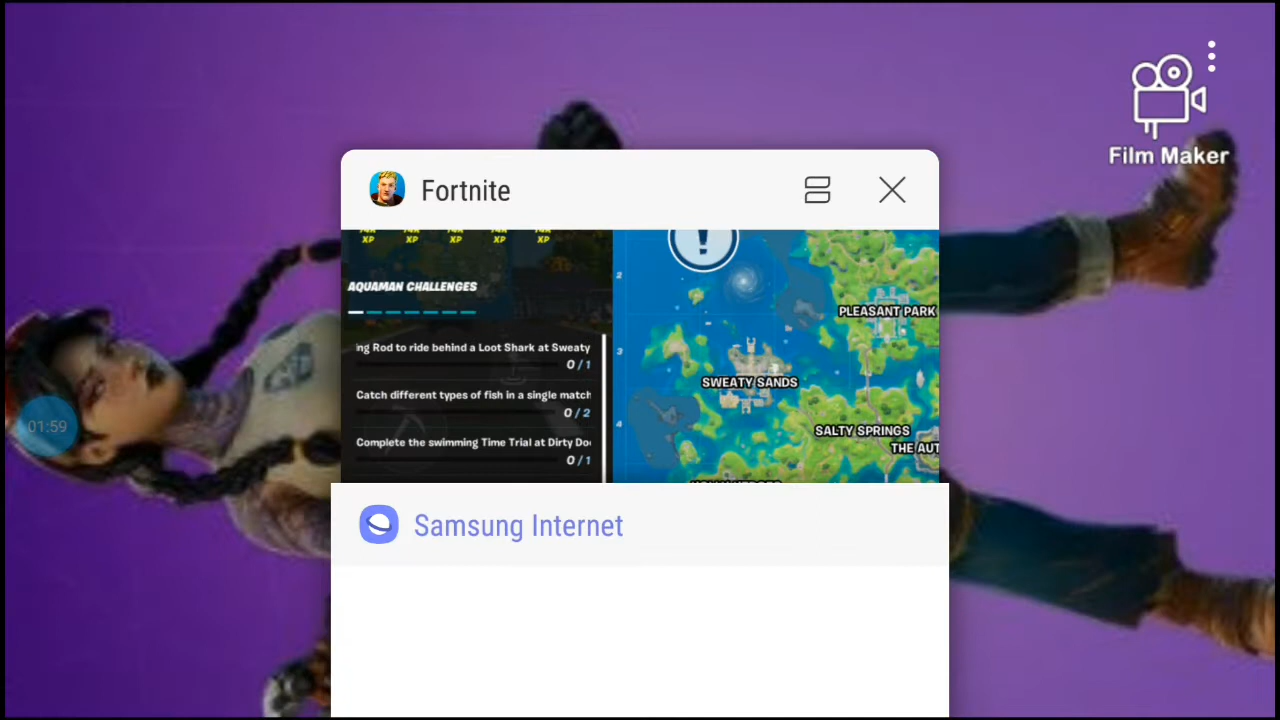 Film Maker
Fortnite
XP XP XP XP XP
AQUAMAN CHALLENGES
ng Rod to ride behind a Loot Shark at Sweaty
0/1
Catch different types of fish in a single match
0/2
Complete the swimming Time Trial at Dirty Do
0/1
!
2
3
4
PLEASANT PARK
SWEATY SANDS
SALTY SPRINGS
THE AUT
01:59
Samsung Internet